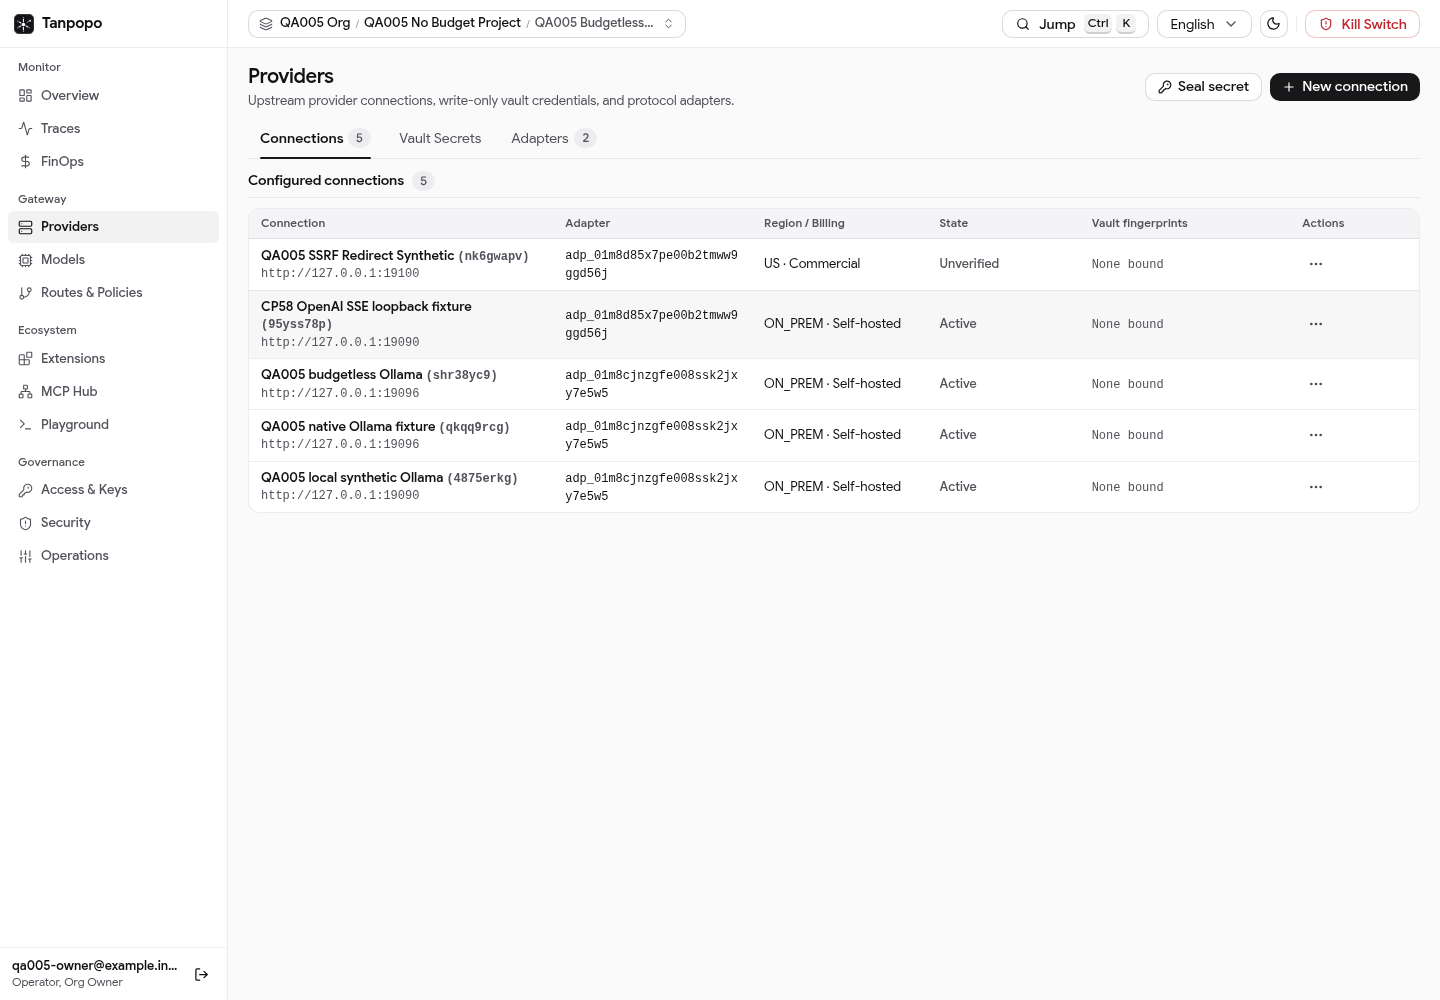 Tanpopo
QA005 Org / QA005 No Budget Project / QA005 Budgetless...
Jump Ctrl K
English
Kill Switch
Monitor
Overview
Traces
FinOps
Gateway
Providers
Models
Routes & Policies
Ecosystem
Extensions
MCP Hub
Playground
Governance
Access & Keys
Security
Operations
qa005-owner@example.in...
Operator, Org Owner
Providers
Upstream provider connections, write-only vault credentials, and protocol adapters.
Seal secret
New connection
Connections 5 Vault Secrets Adapters 2
Configured connections 5
Connection Adapter Region / Billing State Vault fingerprints Actions
QA005 SSRF Redirect Synthetic (nk6gwapv)
http://127.0.0.1:19100
adp_01m8d85x7pe00b2tmww9
ggd56j
US · Commercial
Unverified
None bound
CP58 OpenAI SSE loopback fixture
(95yss78p)
http://127.0.0.1:19090
adp_01m8d85x7pe00b2tmww9
ggd56j
ON_PREM · Self-hosted
Active
None bound
QA005 budgetless Ollama (shr38yc9)
http://127.0.0.1:19096
adp_01m8cjnzgfe008ssk2jx
y7e5w5
ON_PREM · Self-hosted
Active
None bound
QA005 native Ollama fixture (qkqq9rcg)
http://127.0.0.1:19096
adp_01m8cjnzgfe008ssk2jx
y7e5w5
ON_PREM · Self-hosted
Active
None bound
QA005 local synthetic Ollama (4875erkg)
http://127.0.0.1:19090
adp_01m8cjnzgfe008ssk2jx
y7e5w5
ON_PREM · Self-hosted
Active
None bound